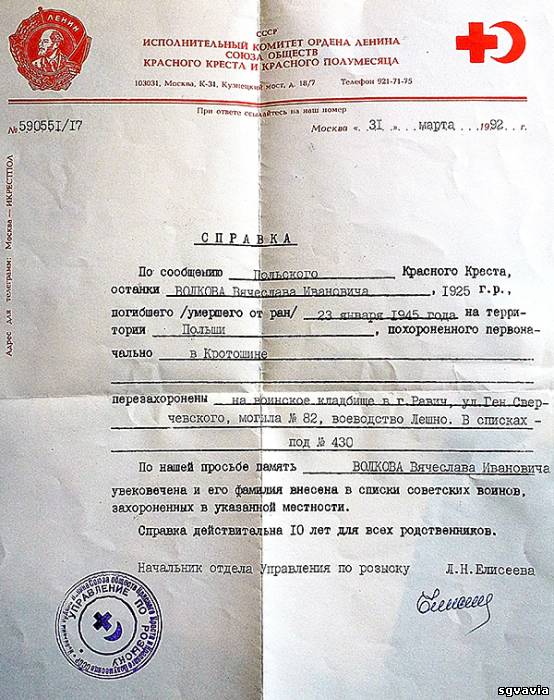 ЛЕНИН
СССР
ИСПОЛНИТЕЛЬНЫЙ КОМИТЕТ ОРДЕНА ЛЕНИНА
СОЮЗА ОБЩЕСТВ
КРАСНОГО КРЕСТА И КРАСНОГО ПОЛУМЕСЯЦА
103031, Москва, К-31, Кузнецкий мост, д. 18/7 Телефон 921-71-75
При ответе ссылайтесь на наш номер
№ 590551/17
Москва « 31 » марта 1992 г.
Адрес для телеграмм: Москва — ИКРЕСТПОЛ
СПРАВКА
По сообщению Польского Красного Креста,
останки ВОЛКОВА Вячеслава Ивановича, 1925 г.р.,
погибшего /умершего от ран/ 23 января 1945 года на терри-
тории Польши, похороненного первона-
чально в Кротошине
перезахоронены на воинское кладбище в г.Равич, ул.Ген.Свер-
чевского, могила № 82, воеводство Лешно. В списках -
под № 430
По нашей просьбе память ВОЛКОВА Вячеслава Ивановича
увековечена и его фамилия внесена в списки советских воинов,
захороненных в указанной местности.
Справка действительна 10 лет для всех родственников.
Начальник отдела Управления по розыску Л.Н.Елисеева
УПРАВЛЕНИЕ ПО РОЗЫСКУ
sgvavia